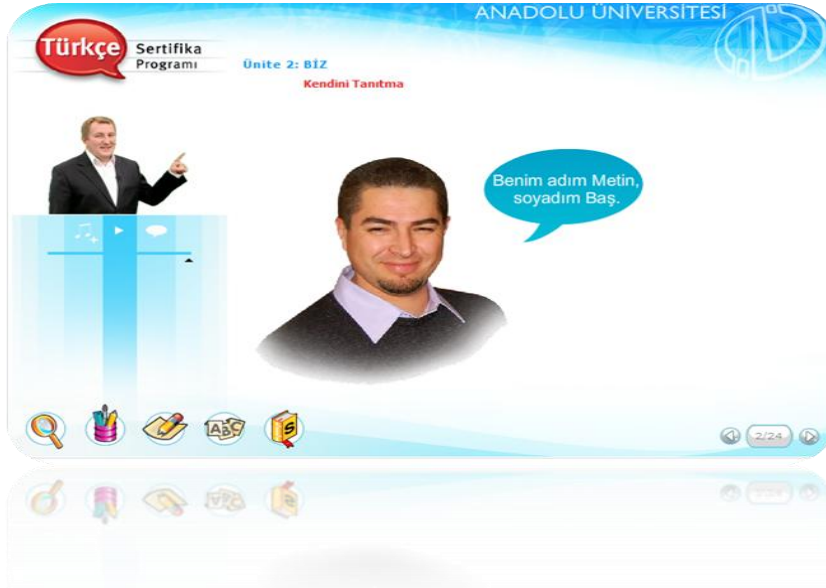 ANADOLU ÜNİVERSİTESİ
Türkçe Sertifika
Programı
Ünite 2: BİZ
Kendini Tanıtma
Benim adım Metin,
soyadım Baş.
ABC
S
2/24